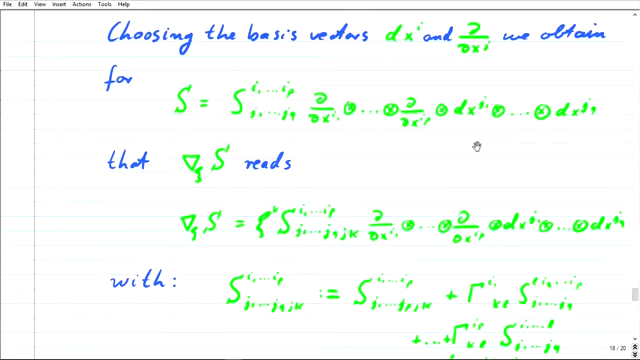 File Edit View Insert Actions Tools Help
Choosing the basis vectors dx^i and ∂/∂x^i we obtain
for
S = S^{i_1…i_p}_{j_1…j_q} ∂/∂x^{i_1} ⊗…⊗ ∂/∂x^{i_p} ⊗ dx^{j_1} ⊗…⊗ dx^{j_q}
that ∇_ξ S reads
∇_ξ S = ξ^k S^{i_1…i_p}_{j_1…j_q;k} ∂/∂x^{i_1} ⊗…⊗ ∂/∂x^{i_p} ⊗ dx^{j_1} ⊗…⊗ dx^{j_q}
with: S^{i_1…i_p}_{j_1…j_q;k} := S^{i_1…i_p}_{j_1…j_q,k} + Γ^{i_1}_{kl} S^{l i_2…i_p}_{j_1…j_q}
+…+ Γ^{i_p}_{kl} S^{i_1…l}_{j_1…j_q}
18 / 20